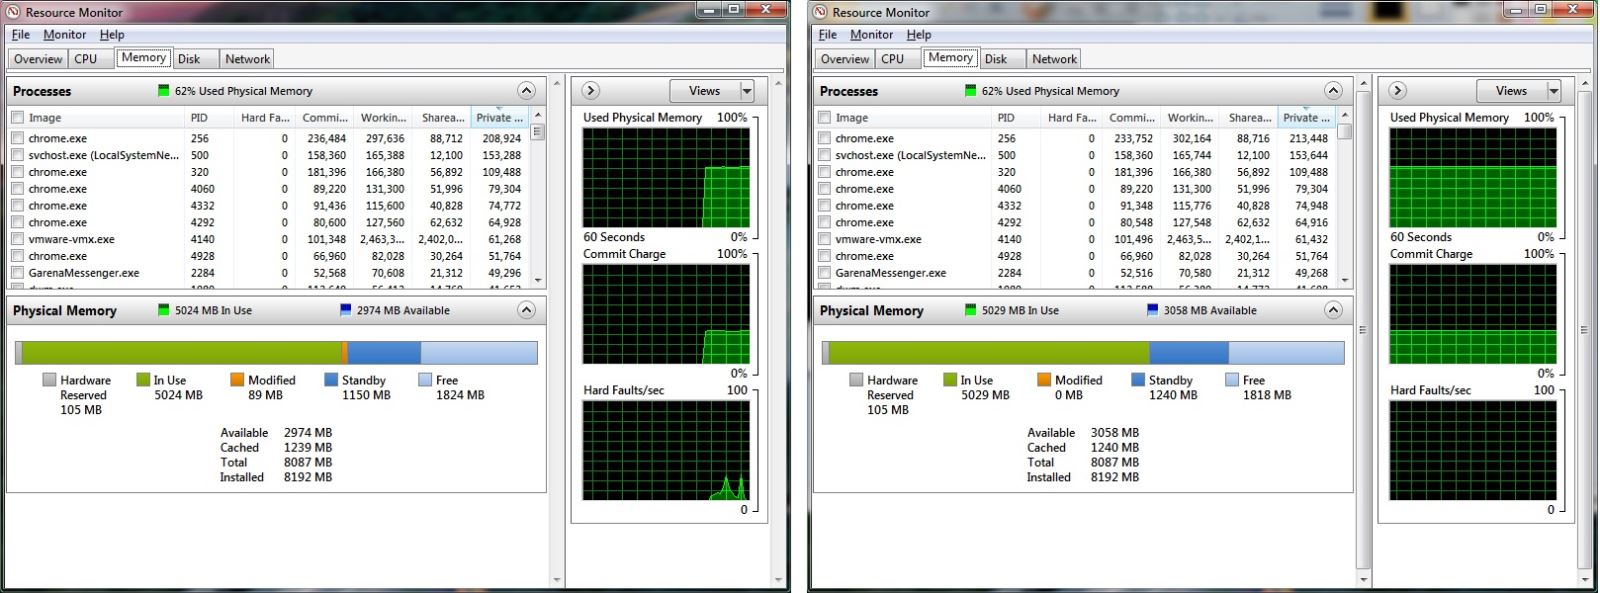 Resource Monitor
File Monitor Help
Overview CPU Memory Disk Network
Processes 62% Used Physical Memory
Image PID Hard Fa... Commi... Workin... Sharea... Private ...
chrome.exe 256 0 236,484 297,636 88,712 208,924
svchost.exe (LocalSystemNe... 500 0 158,360 165,388 12,100 153,288
chrome.exe 320 0 181,396 166,380 56,892 109,488
chrome.exe 4060 0 89,220 131,300 51,996 79,304
chrome.exe 4332 0 91,436 115,600 40,828 74,772
chrome.exe 4292 0 80,600 127,560 62,632 64,928
vmware-vmx.exe 4140 0 101,348 2,463,3... 2,402,0... 61,268
chrome.exe 4928 0 66,960 82,028 30,264 51,764
GarenaMessenger.exe 2284 0 52,568 70,608 21,312 49,296
Physical Memory 5024 MB In Use 2974 MB Available
Hardware Reserved 105 MB
In Use 5024 MB
Modified 89 MB
Standby 1150 MB
Free 1824 MB
Available 2974 MB
Cached 1239 MB
Total 8087 MB
Installed 8192 MB
Views
Used Physical Memory 100%
60 Seconds 0%
Commit Charge 100%
0%
Hard Faults/sec 100
0
Resource Monitor
File Monitor Help
Overview CPU Memory Disk Network
Processes 62% Used Physical Memory
Image PID Hard Fa... Commi... Workin... Sharea... Private ...
chrome.exe 256 0 233,752 302,164 88,716 213,448
svchost.exe (LocalSystemNe... 500 0 158,360 165,744 12,100 153,644
chrome.exe 320 0 181,396 166,380 56,892 109,488
chrome.exe 4060 0 89,220 131,300 51,996 79,304
chrome.exe 4332 0 91,348 115,776 40,828 74,948
chrome.exe 4292 0 80,548 127,548 62,632 64,916
vmware-vmx.exe 4140 0 101,496 2,463,5... 2,402,1... 61,432
chrome.exe 4928 0 66,960 82,028 30,264 51,764
GarenaMessenger.exe 2284 0 52,516 70,580 21,312 49,268
Physical Memory 5029 MB In Use 3058 MB Available
Hardware Reserved 105 MB
In Use 5029 MB
Modified 0 MB
Standby 1240 MB
Free 1818 MB
Available 3058 MB
Cached 1240 MB
Total 8087 MB
Installed 8192 MB
Views
Used Physical Memory 100%
60 Seconds 0%
Commit Charge 100%
0%
Hard Faults/sec 100
0